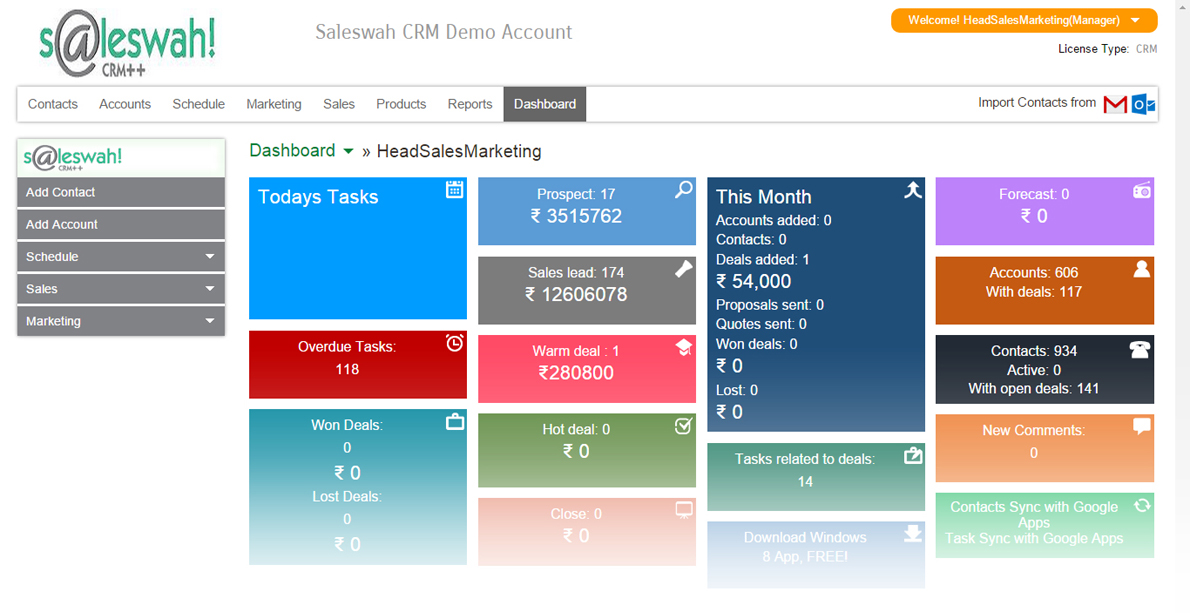 s@leswah!
CRM++
Saleswah CRM Demo Account
Welcome! HeadSalesMarketing(Manager)
License Type: CRM
Contacts Accounts Schedule Marketing Sales Products Reports Dashboard
Import Contacts from
s@leswah!
CRM++
Add Contact
Add Account
Schedule
Sales
Marketing
Dashboard » HeadSalesMarketing
Todays Tasks
Overdue Tasks:
118
Won Deals:
0
₹ 0
Lost Deals:
0
₹ 0
Prospect: 17
₹ 3515762
Sales lead: 174
₹ 12606078
Warm deal : 1
₹280800
Hot deal: 0
₹ 0
Close: 0
₹ 0
This Month
Accounts added: 0
Contacts: 0
Deals added: 1
₹ 54,000
Proposals sent: 0
Quotes sent: 0
Won deals: 0
₹ 0
Lost: 0
₹ 0
Tasks related to deals:
14
Download Windows
8 App, FREE!
Forecast: 0
₹ 0
Accounts: 606
With deals: 117
Contacts: 934
Active: 0
With open deals: 141
New Comments:
0
Contacts Sync with Google
Apps
Task Sync with Google Apps